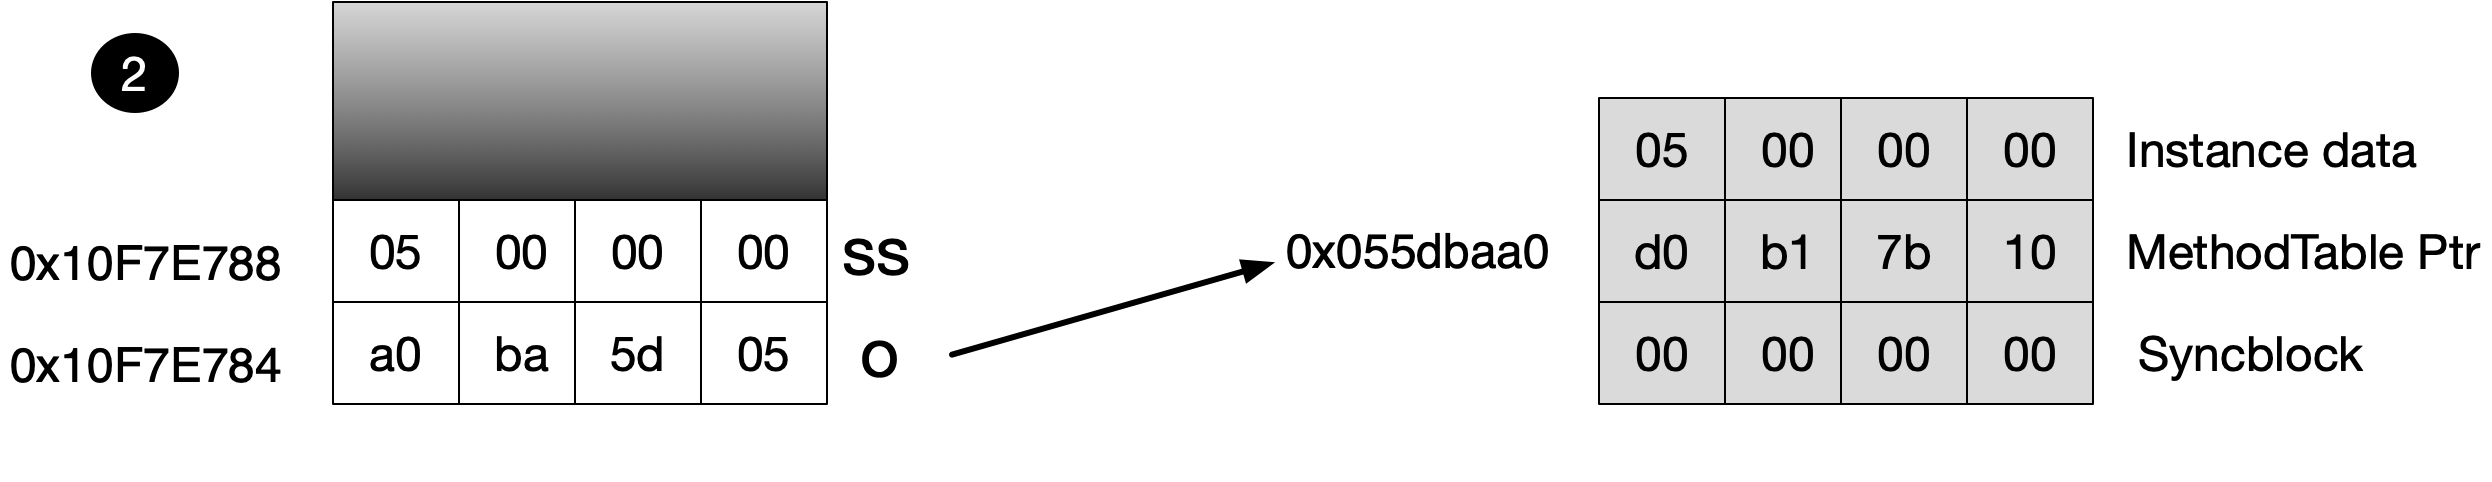 2
05 00 00 00 Instance data
0x10F7E788 05 00 00 00 SS 0x055dbaa0 d0 b1 7b 10 MethodTable Ptr
0x10F7E784 a0 ba 5d 05 O 00 00 00 00 Syncblock